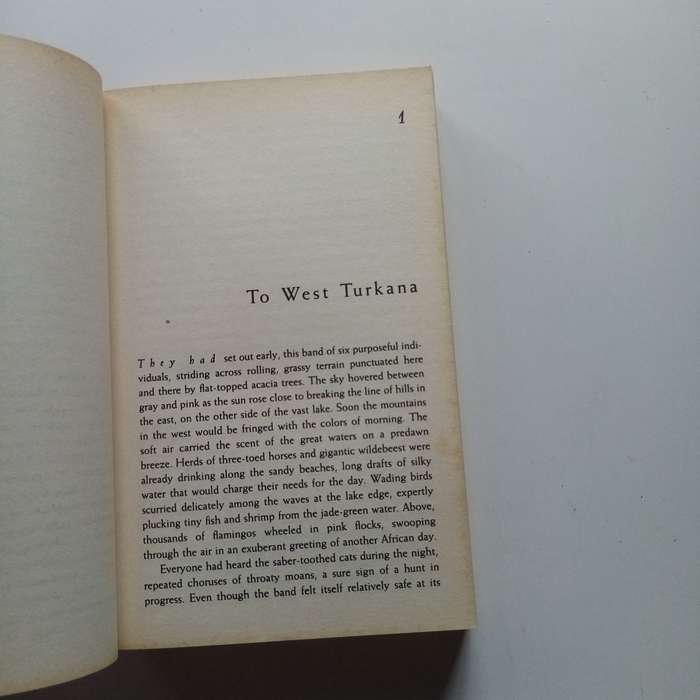 1
To West Turkana
They had set out early, this band of six purposeful indi-
viduals, striding across rolling, grassy terrain punctuated here
and there by flat-topped acacia trees. The sky hovered between
gray and pink as the sun rose close to breaking the line of hills in
the east, on the other side of the vast lake. Soon the mountains
in the west would be fringed with the colors of morning. The
soft air carried the scent of the great waters on a predawn
breeze. Herds of three-toed horses and gigantic wildebeest were
already drinking along the sandy beaches, long drafts of silky
water that would charge their needs for the day. Wading birds
scurried delicately among the waves at the lake edge, expertly
plucking tiny fish and shrimp from the jade-green water. Above,
thousands of flamingos wheeled in pink flocks, swooping
through the air in an exuberant greeting of another African day.
Everyone had heard the saber-toothed cats during the night,
repeated choruses of throaty moans, a sure sign of a hunt in
progress. Even though the band felt itself relatively safe at its